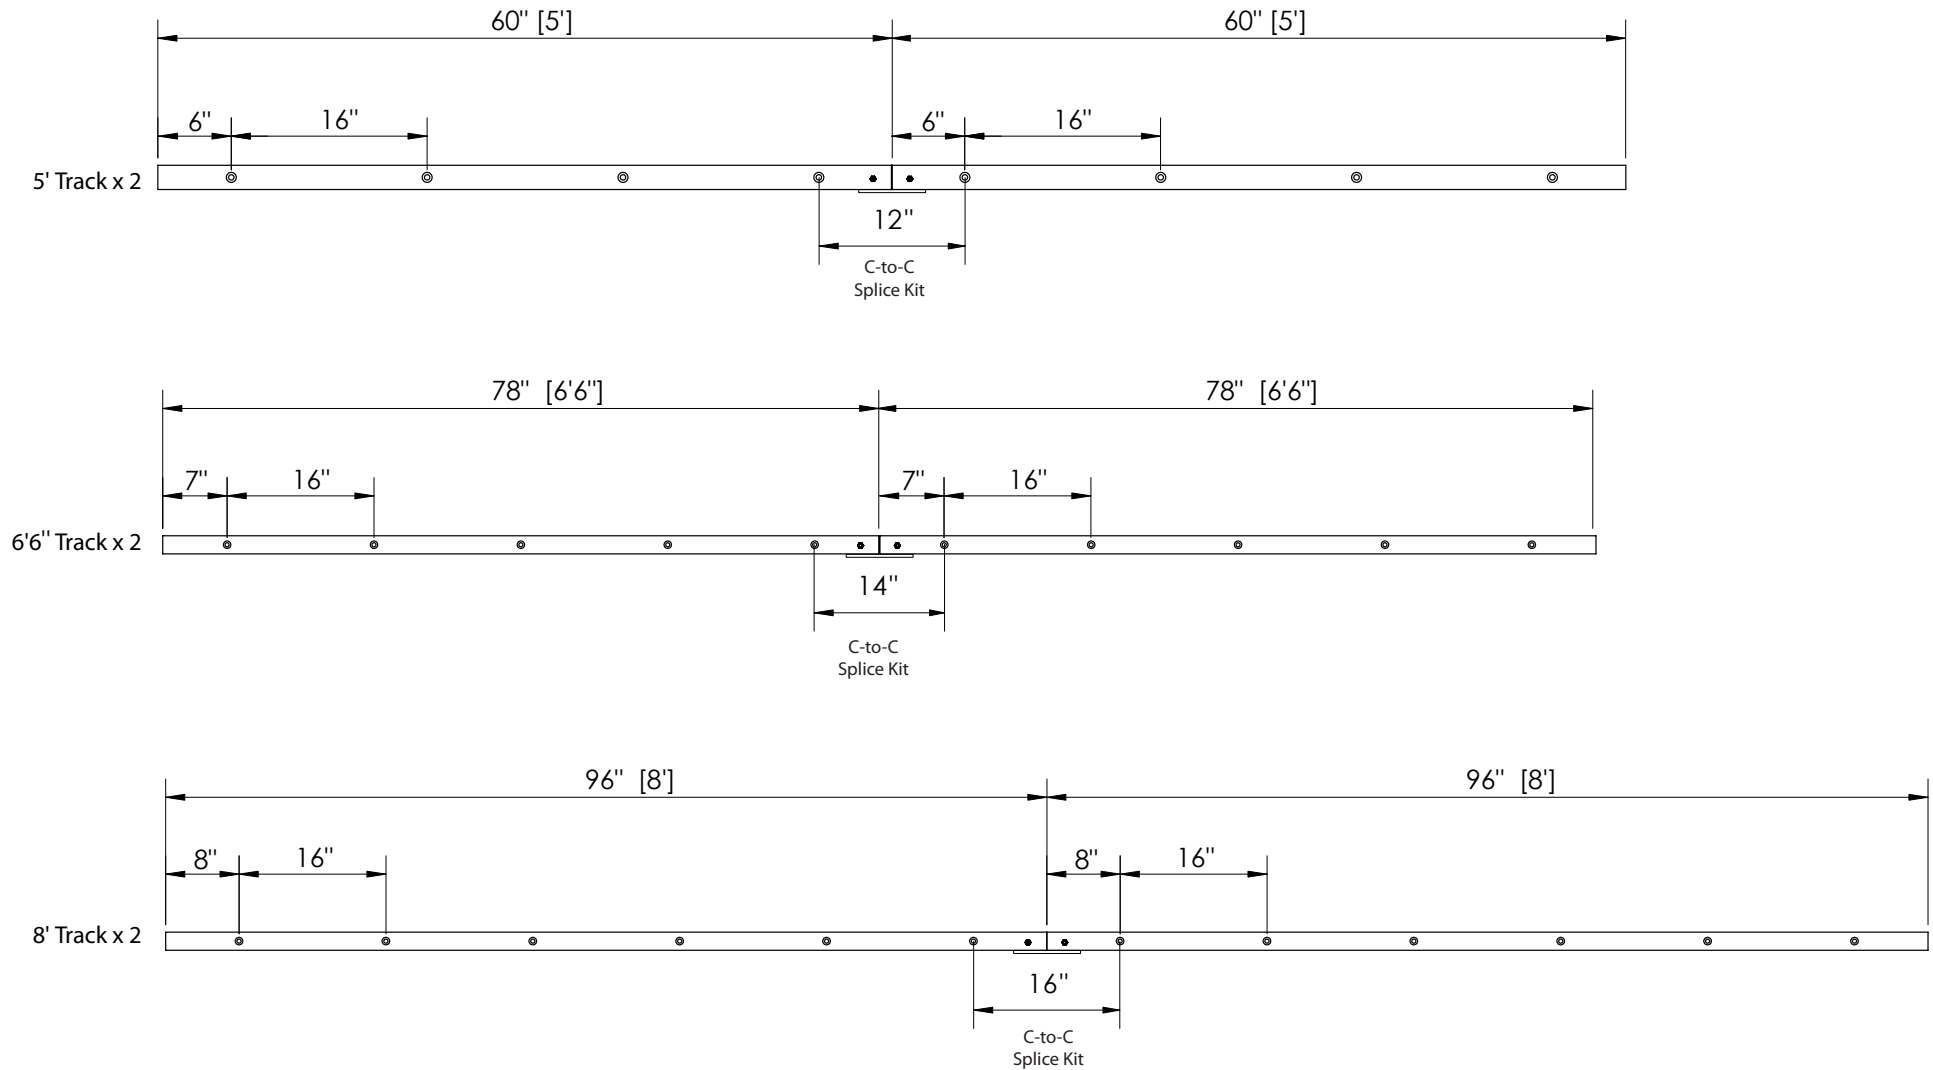 60" [5']
60" [5']
6"
16"
6"
16"
5' Track x 2
12"
C-to-C
Splice Kit
78" [6'6"]
78" [6'6"]
7"
16"
7"
16"
6'6" Track x 2
14"
C-to-C
Splice Kit
96" [8']
96" [8']
8"
16"
8"
16"
8' Track x 2
16"
C-to-C
Splice Kit